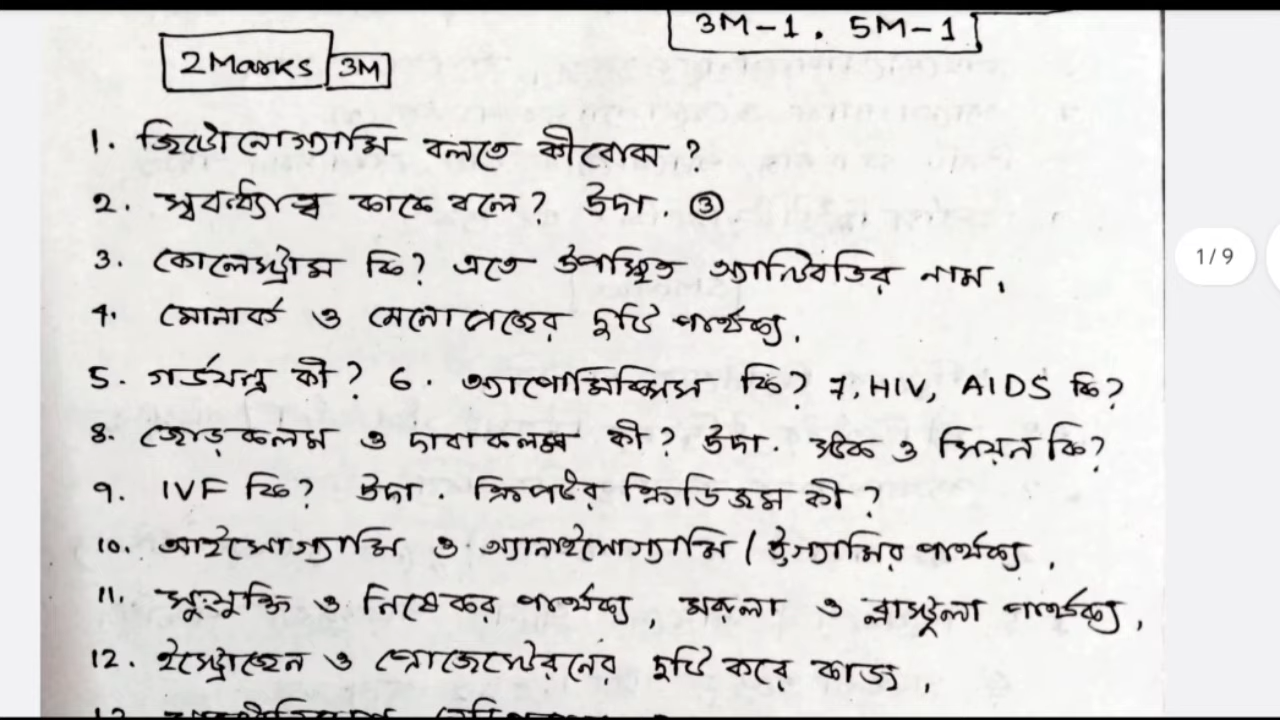 3M-1. 5M-1
2Marks 3M
1. জিটোনোগ্যামি বলতে কীবোঝ ?
2. স্ববন্ধ্যাত্ব কাকে বলে? উদা. ③
3. কোলেস্ট্রাম কি? এতে উপস্থিত অ্যান্টিবডির নাম.
4. মোনার্ক ও মেনোপেজের দুটি পার্থক্য.
5. গর্ভযন্ত্র কী? 6. অ্যাপোমিক্সিস কি? 7. HIV, AIDS কি?
8. জোড়কলম ও দাবাকলম কী? উদা. স্টক ও সিয়ন কি?
9. IVF কি? উদা. ক্রিপটর ক্রিডিজম কী ?
10. আইসোগ্যামি ও অ্যানাইসোগ্যামি / উগ্যামির পার্থক্য.
11. সংযুক্তি ও নিষেকের পার্থক্য, মরুলা ও ব্লাস্টুলা পার্থক্য,
12. ইস্ট্রোজেন ও প্রোজেস্টেরনের দুটি করে কাজ.
1/9